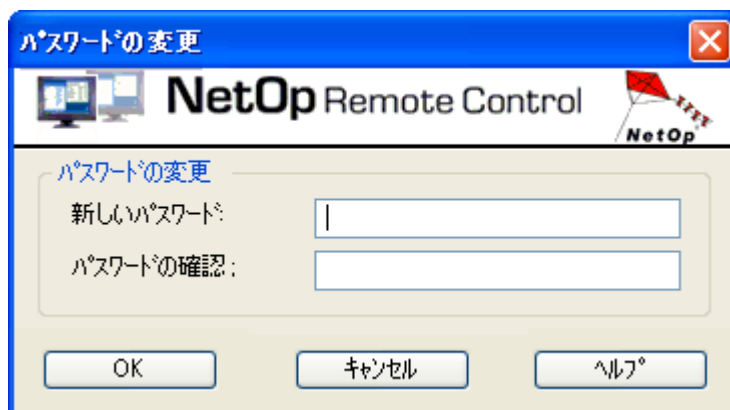 パスワードの変更
NetOp Remote Control
NetOp
パスワードの変更
新しいパスワード:
パスワードの確認:
OK
キャンセル
ヘルプ